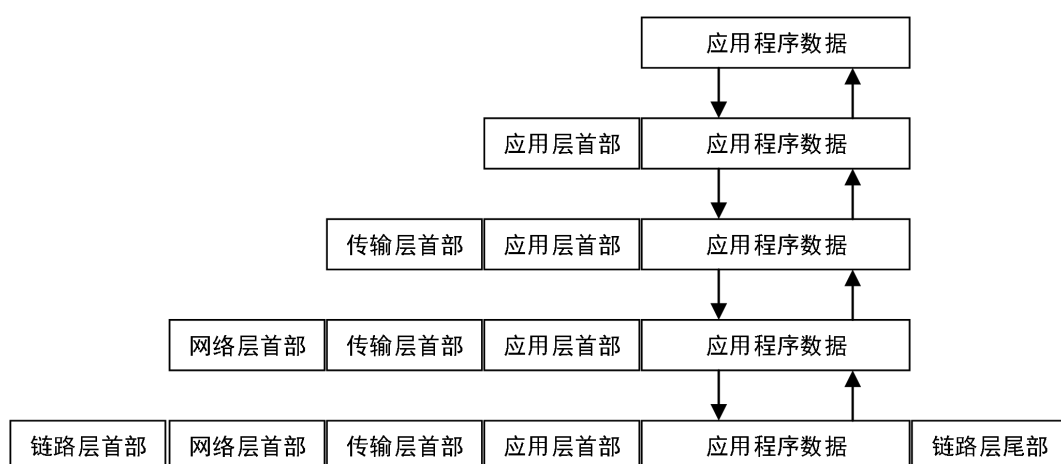 应用程序数据
应用层首部 应用程序数据
传输层首部 应用层首部 应用程序数据
网络层首部 传输层首部 应用层首部 应用程序数据
链路层首部 网络层首部 传输层首部 应用层首部 应用程序数据 链路层尾部